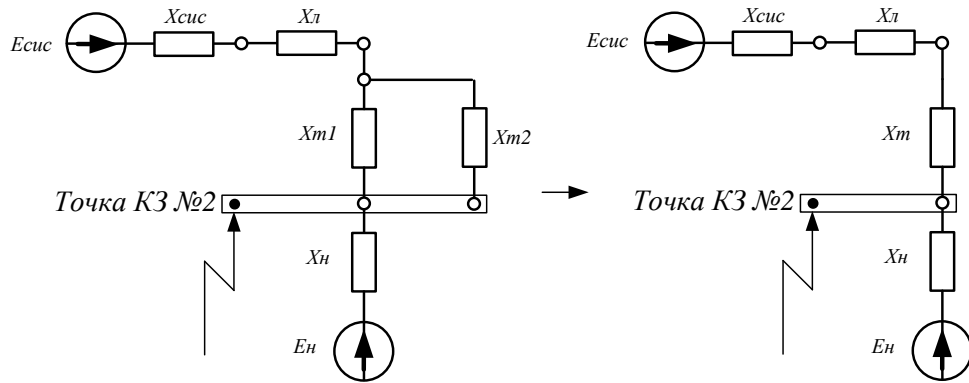 Xсис
Xл
Eсис
Xт1
Xт2
Точка КЗ №2
Xн
Eн
Xсис
Xл
Eсис
Xт
Точка КЗ №2
Xн
Eн